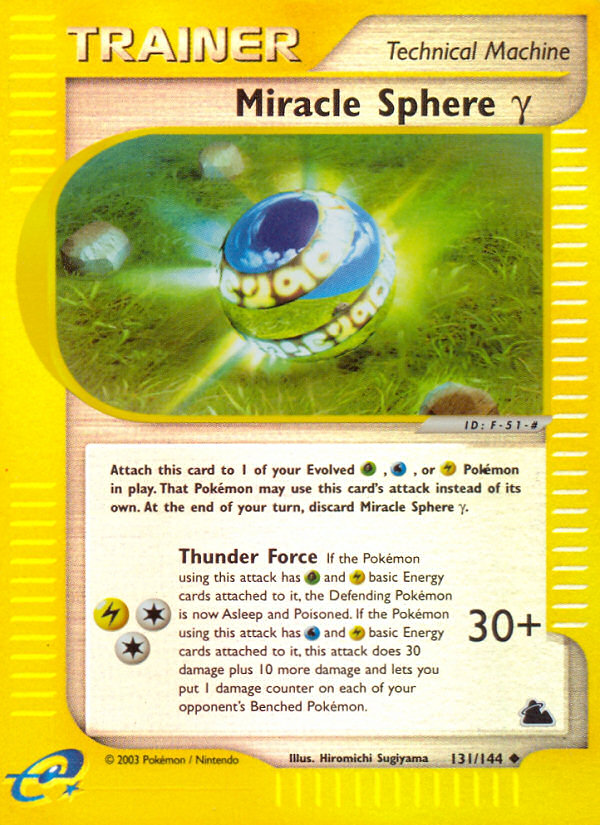 TRAINER
Technical Machine
Miracle Sphere γ
ID: F-51-#
Attach this card to 1 of your Evolved , , or Pokémon
in play. That Pokémon may use this card's attack instead of its
own. At the end of your turn, discard Miracle Sphere γ.
Thunder Force If the Pokémon
using this attack has and basic Energy
cards attached to it, the Defending Pokémon
is now Asleep and Poisoned. If the Pokémon
using this attack has and basic Energy
cards attached to it, this attack does 30
damage plus 10 more damage and lets you
put 1 damage counter on each of your
opponent's Benched Pokémon.
30+
e
© 2003 Pokémon / Nintendo
Illus. Hiromichi Sugiyama
131/144